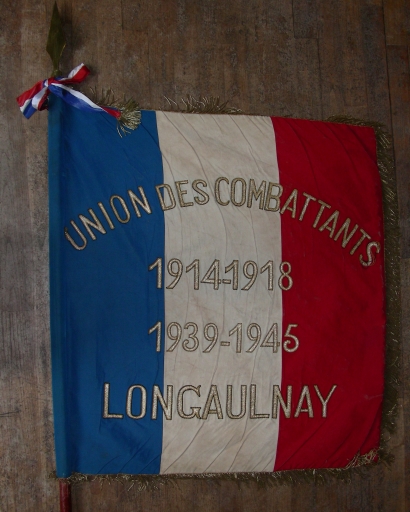 UNION DES COMBATTANTS
1914-1918
1939-1945
LONGAULNAY